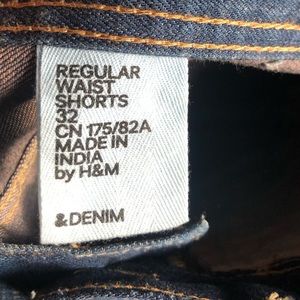 REGULAR
WAIST
SHORTS
32
CN 175/82A
MADE IN
INDIA
by H&M
&DENIM